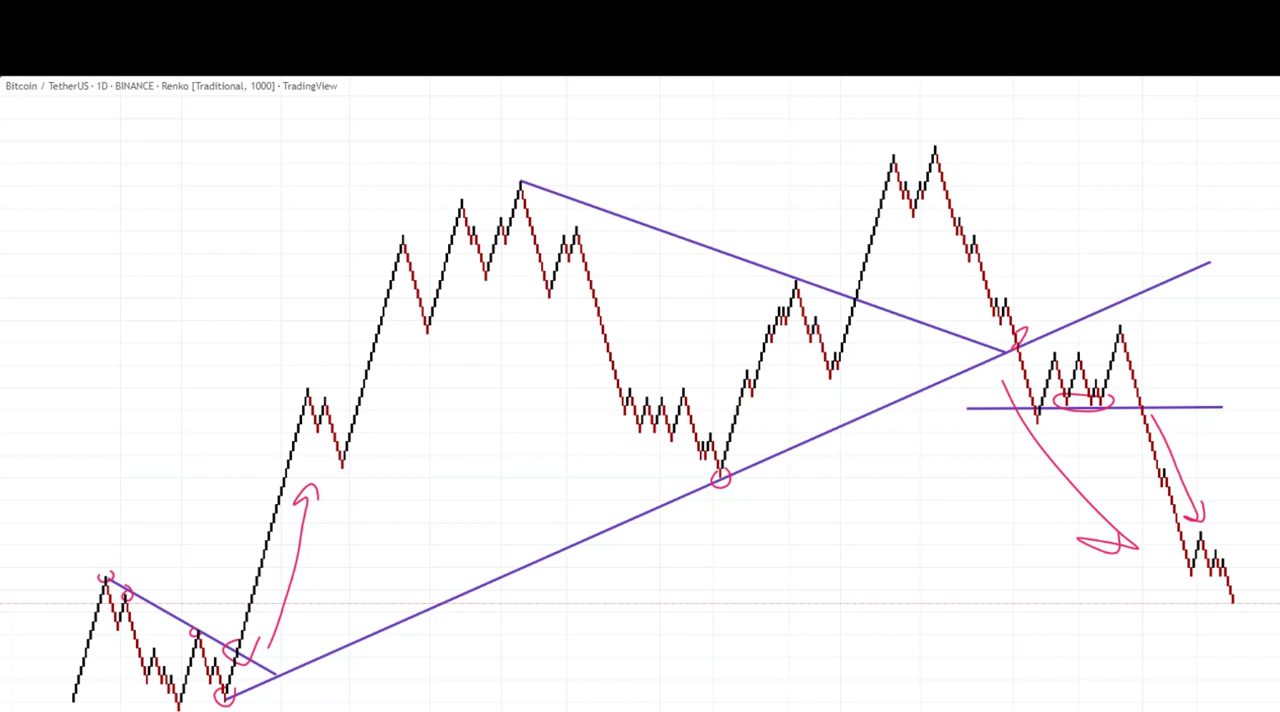 Bitcoin / TetherUS · 1D · BINANCE · Renko [Traditional, 1000] · TradingView